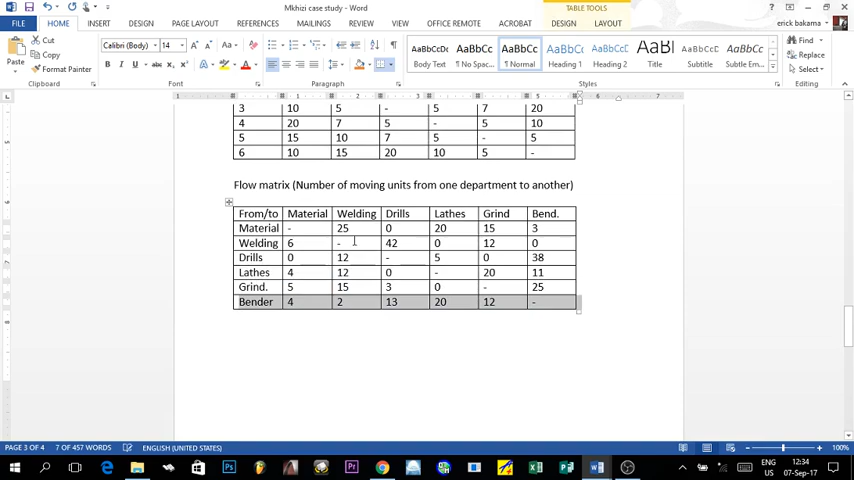 Mkhizi case study - Word
TABLE TOOLS
FILE HOME INSERT DESIGN PAGE LAYOUT REFERENCES MAILINGS REVIEW VIEW OFFICE REMOTE ACROBAT DESIGN LAYOUT erick bakama
Paste Cut Copy Format Painter
Calibri (Body) 14
AaBbCcDc AaBbCc AaBbCc AaBbC AaBbCc AaBl AaBbCc AaBbCc
Body Text ¶ No Spac... ¶ Normal Heading 1 Heading 2 Title Subtitle Emphasis
Find Replace Select
Clipboard Font Paragraph Styles Editing
3 10 5 - 5 7 20
4 20 7 5 - 5 10
5 15 10 7 5 - 5
6 10 15 20 10 5 -
Flow matrix (Number of moving units from one department to another)
From/to Material Welding Drills Lathes Grind Bend.
Material - 25 0 20 15 3
Welding 6 - 42 0 12 0
Drills 0 12 - 5 0 38
Lathes 4 12 0 - 20 11
Grind. 5 15 3 0 - 25
Bender 4 2 13 20 12 -
PAGE 3 OF 4 7 OF 457 WORDS ENGLISH (UNITED STATES) 100%
ENG 12:34
US 07-Sep-17